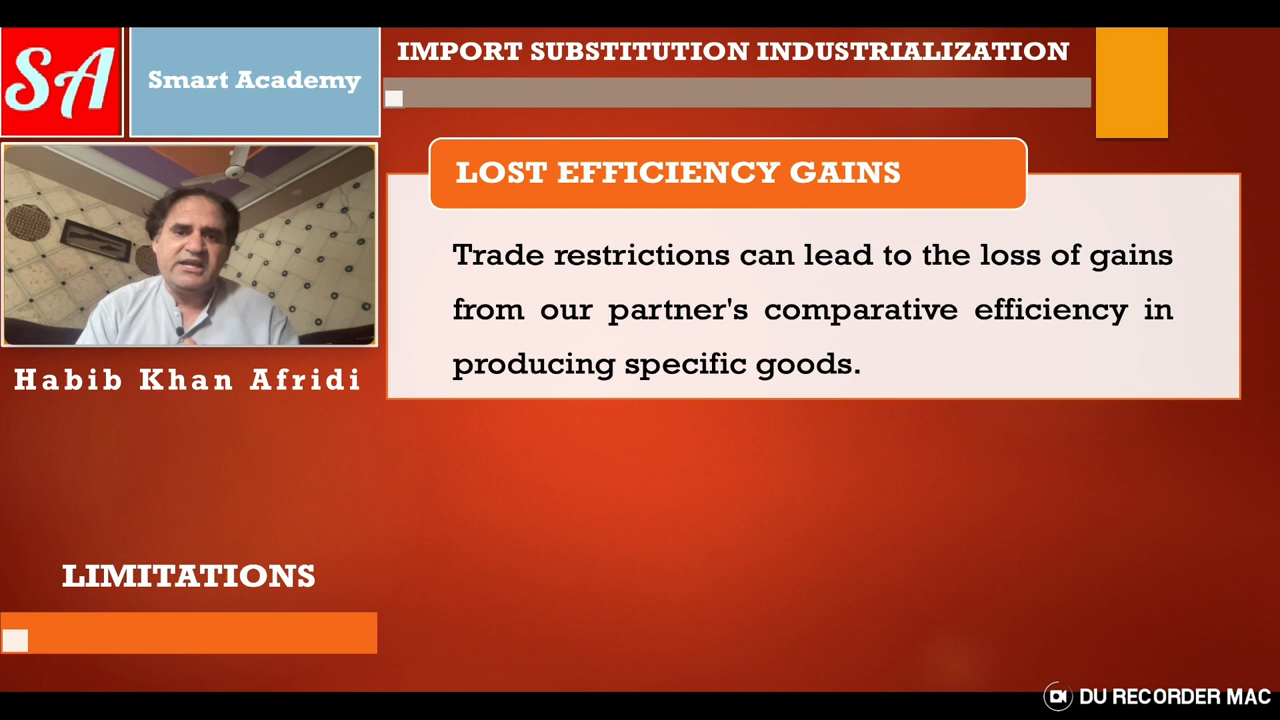 SA
Smart Academy
IMPORT SUBSTITUTION INDUSTRIALIZATION
LOST EFFICIENCY GAINS
Trade restrictions can lead to the loss of gains
from our partner's comparative efficiency in
producing specific goods.
Habib Khan Afridi
LIMITATIONS
DU RECORDER MAC